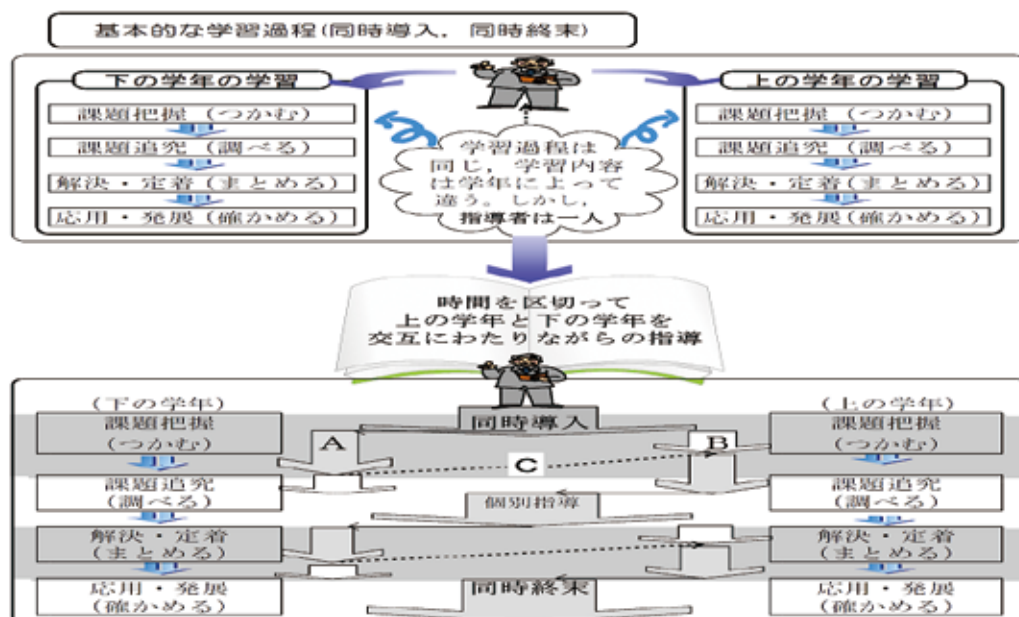 基本的な学習過程(同時導入，同時終末)
下の学年の学習
課題把握（つかむ）
課題追究（調べる）
解決・定着(まとめる)
応用・発展(確かめる)
学習過程は
同じ，学習内容
は学年によって
違う。しかし，
指導者は一人
上の学年の学習
課題把握（つかむ）
課題追究（調べる）
解決・定着(まとめる)
応用・発展(確かめる)
時間を区切って
上の学年と下の学年を
交互にわたりながらの指導
(下の学年)
課題把握
(つかむ)
課題追究
(調べる)
解決・定着
(まとめる)
応用・発展
(確かめる)
同時導入
A
B
C
個別指導
同時終末
(上の学年)
課題把握
(つかむ)
課題追究
(調べる)
解決・定着
(まとめる)
応用・発展
(確かめる)